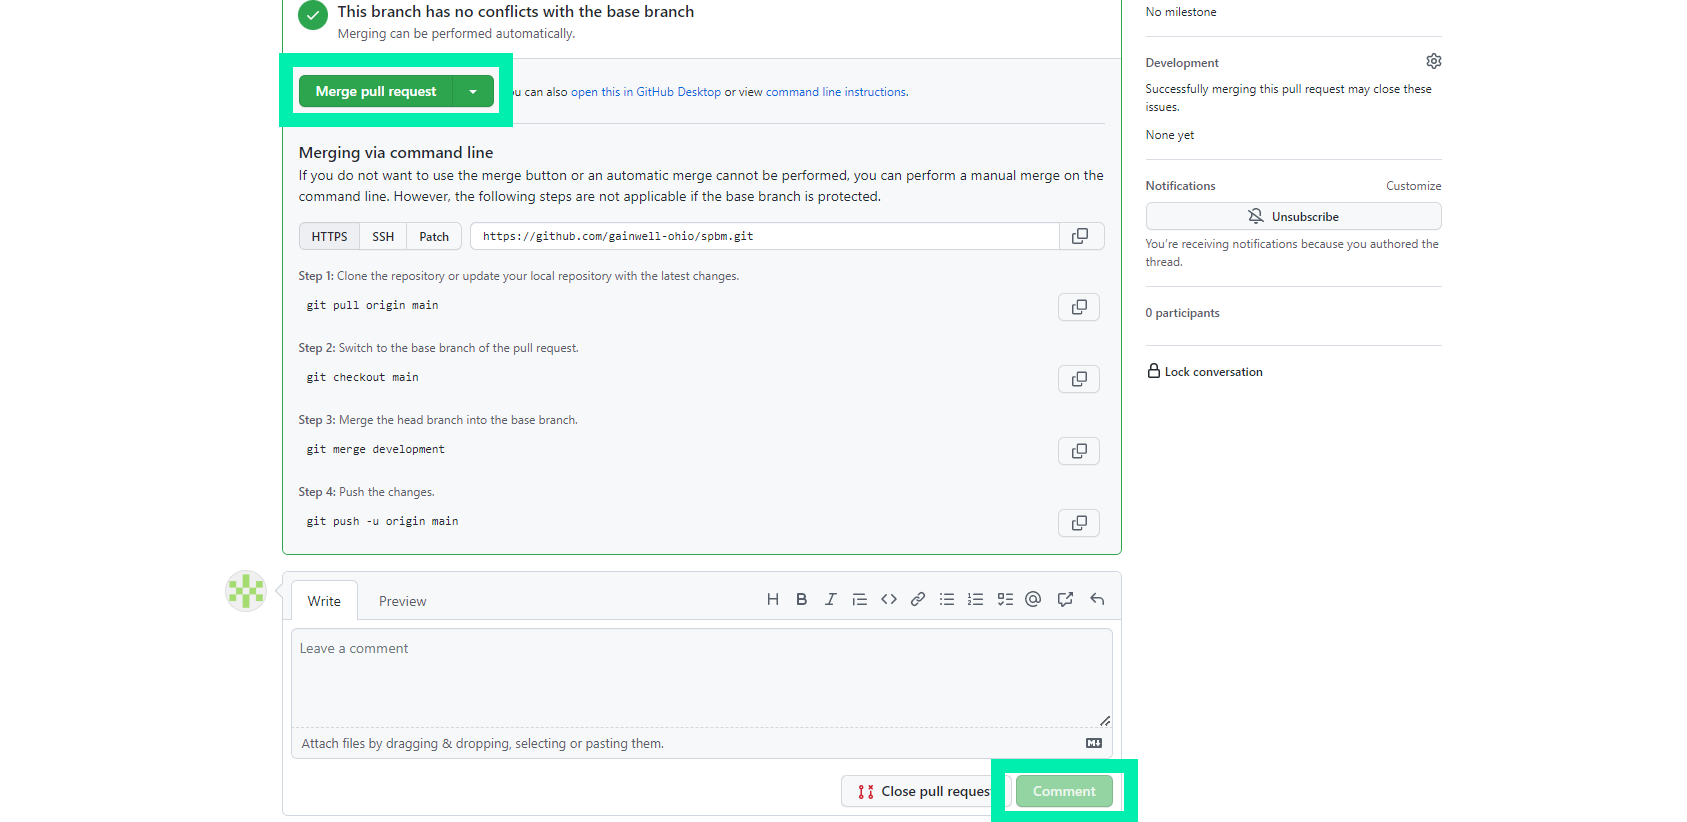 This branch has no conflicts with the base branch
Merging can be performed automatically.
Merge pull request
can also open this in GitHub Desktop or view command line instructions.
Merging via command line
If you do not want to use the merge button or an automatic merge cannot be performed, you can perform a manual merge on the
command line. However, the following steps are not applicable if the base branch is protected.
HTTPS SSH Patch https://github.com/gainwell-ohio/spbm.git
Step 1: Clone the repository or update your local repository with the latest changes.
git pull origin main
Step 2: Switch to the base branch of the pull request.
git checkout main
Step 3: Merge the head branch into the base branch.
git merge development
Step 4: Push the changes.
git push -u origin main
Write Preview
Leave a comment
Attach files by dragging & dropping, selecting or pasting them.
Close pull reques
Comment
No milestone
Development
Successfully merging this pull request may close these
issues.
None yet
Notifications Customize
Unsubscribe
You're receiving notifications because you authored the
thread.
0 participants
Lock conversation